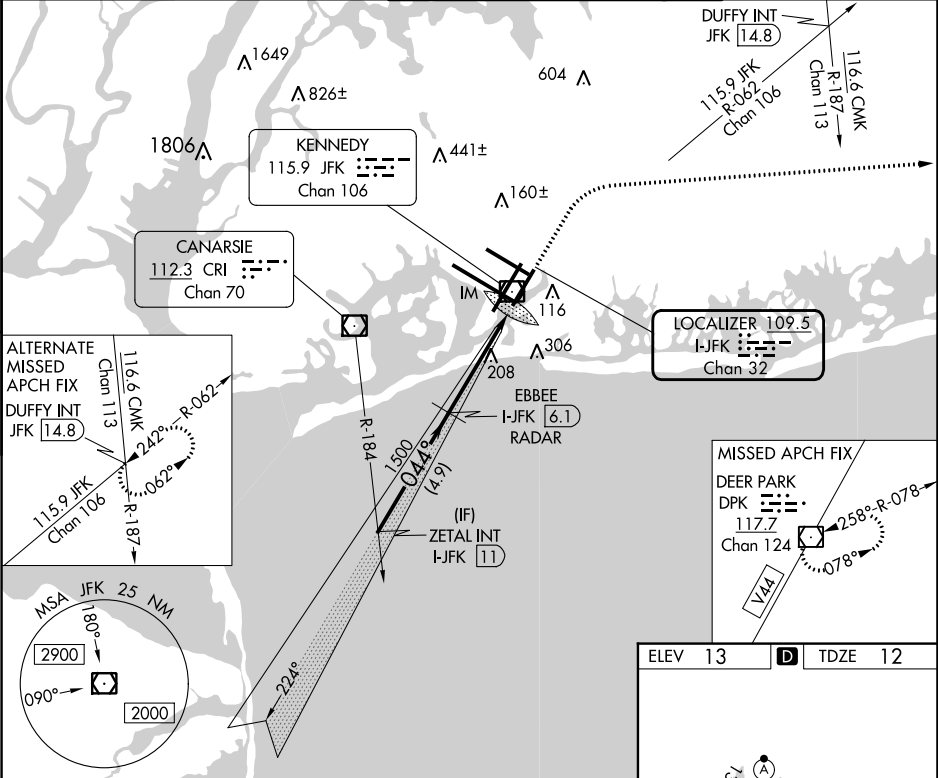 DUFFY INT
JFK 14.8
115.9 JFK
R-062
Chan 106
116.6 CMK
R-187
Chan 113
1649
826±
604
1806
441±
160±
KENNEDY
115.9 JFK
Chan 106
CANARSIE
112.3 CRI
Chan 70
IM
116
LOCALIZER 109.5
I-JFK
Chan 32
306
208
EBBEE
I-JFK 6.1
RADAR
R-184
1500
044°
(4.9)
(IF)
ZETAL INT
I-JFK 11
224°
ALTERNATE
MISSED
APCH FIX
DUFFY INT
JFK 14.8
116.6 CMK
Chan 113
242°
R-062
062°
115.9 JFK
Chan 106
R-187
MISSED APCH FIX
DEER PARK
DPK
117.7
Chan 124
258°
R-078
078°
V44
MSA JFK 25 NM
180°
2900
090°
2000
ELEV 13
D
TDZE 12
A